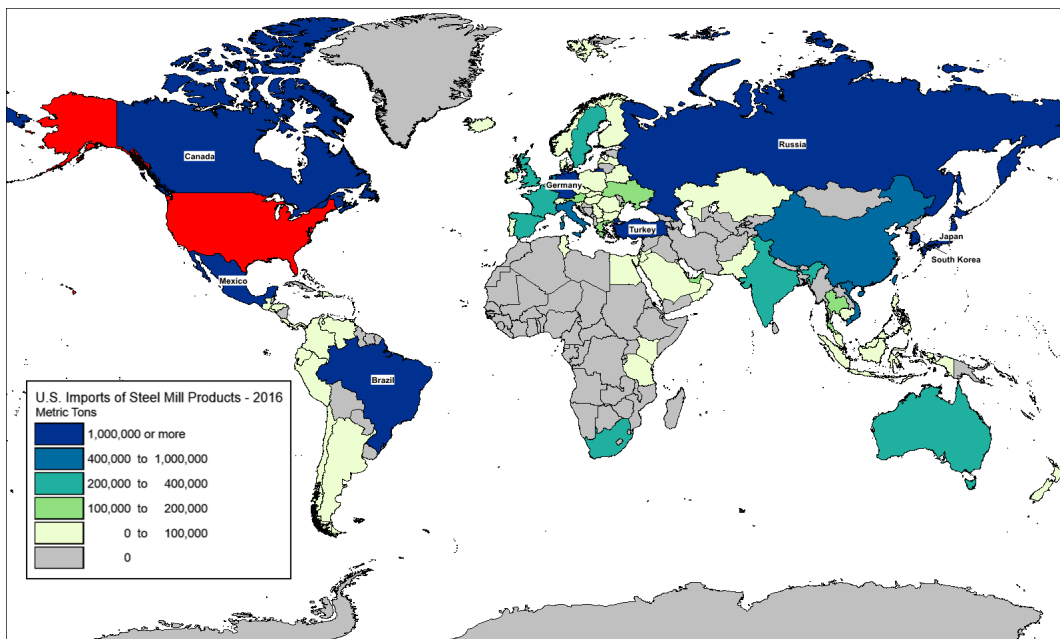 Canada
Russia
Germany
Turkey
Japan
South Korea
Mexico
Brazil
U.S. Imports of Steel Mill Products - 2016
Metric Tons
1,000,000 or more
400,000 to 1,000,000
200,000 to 400,000
100,000 to 200,000
0 to 100,000
0